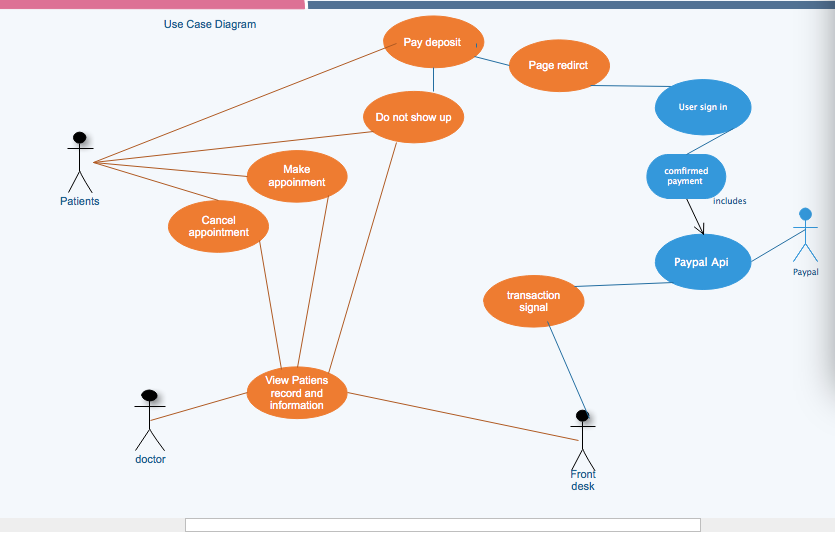 Use Case Diagram
Pay deposit
Page redirct
User sign in
Do not show up
Make
appoinment
comfirmed
payment
includes
Patients
Cancel
appointment
Paypal Api
Paypal
transaction
signal
View Patiens
record and
information
doctor
Front
desk